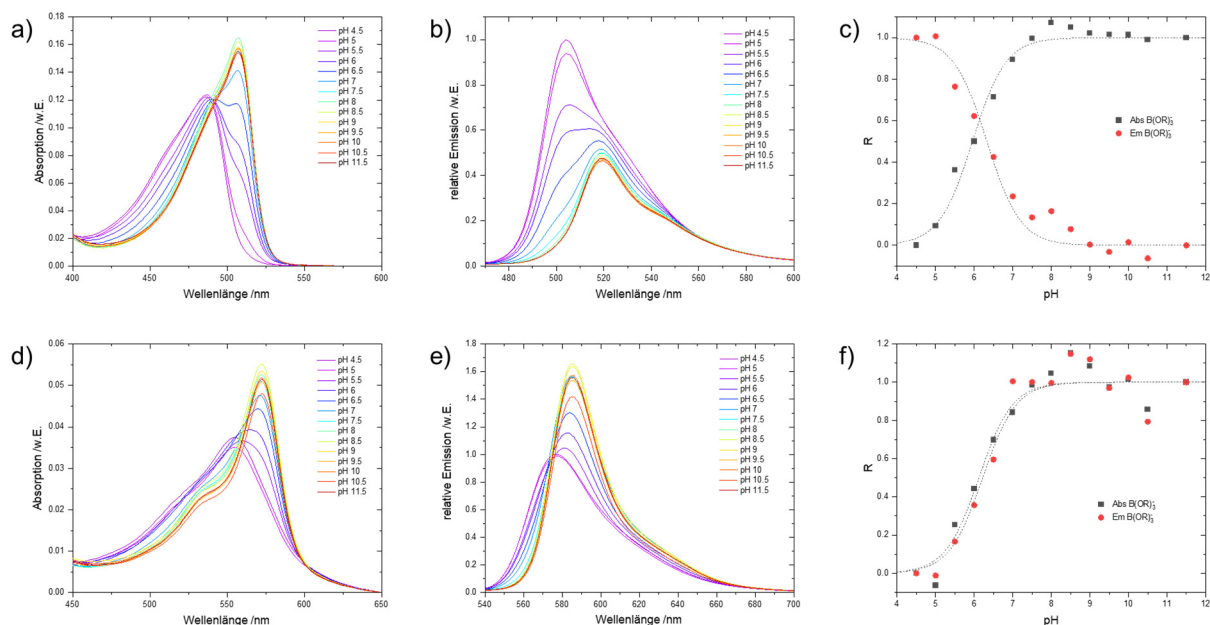 a)
Absorption /w.E.
0.18
0.16
0.14
0.12
0.10
0.08
0.06
0.04
0.02
0.00
400
450
500
550
600
Wellenlänge /nm
pH 4.5
pH 5
pH 5.5
pH 6
pH 6.5
pH 7
pH 7.5
pH 8
pH 8.5
pH 9
pH 9.5
pH 10
pH 10.5
pH 11.5
b)
relative Emission /w.E.
1.2
1.0
0.8
0.6
0.4
0.2
0.0
480
500
520
540
560
580
600
Wellenlänge /nm
pH 4.5
pH 5
pH 5.5
pH 6
pH 6.5
pH 7
pH 7.5
pH 8
pH 8.5
pH 9
pH 9.5
pH 10
pH 10.5
pH 11.5
c)
R
1.0
0.8
0.6
0.4
0.2
0.0
4
5
6
7
8
9
10
11
12
pH
Abs B(OR)₃⁻
Em B(OR)₃⁻
d)
Absorption /w.E.
0.06
0.05
0.04
0.03
0.02
0.01
0.00
450
500
550
600
650
Wellenlänge /nm
pH 4.5
pH 5
pH 5.5
pH 6
pH 6.5
pH 7
pH 7.5
pH 8
pH 8.5
pH 9
pH 9.5
pH 10
pH 10.5
pH 11.5
e)
relative Emission /w.E.
1.8
1.6
1.4
1.2
1.0
0.8
0.6
0.4
0.2
0.0
540
560
580
600
620
640
660
680
700
Wellenlänge /nm
pH 4.5
pH 5
pH 5.5
pH 6
pH 6.5
pH 7
pH 7.5
pH 8
pH 8.5
pH 9
pH 9.5
pH 10
pH 10.5
pH 11.5
f)
R
1.2
1.0
0.8
0.6
0.4
0.2
0.0
4
5
6
7
8
9
10
11
12
pH
Abs B(OR)₃⁻
Em B(OR)₃⁻